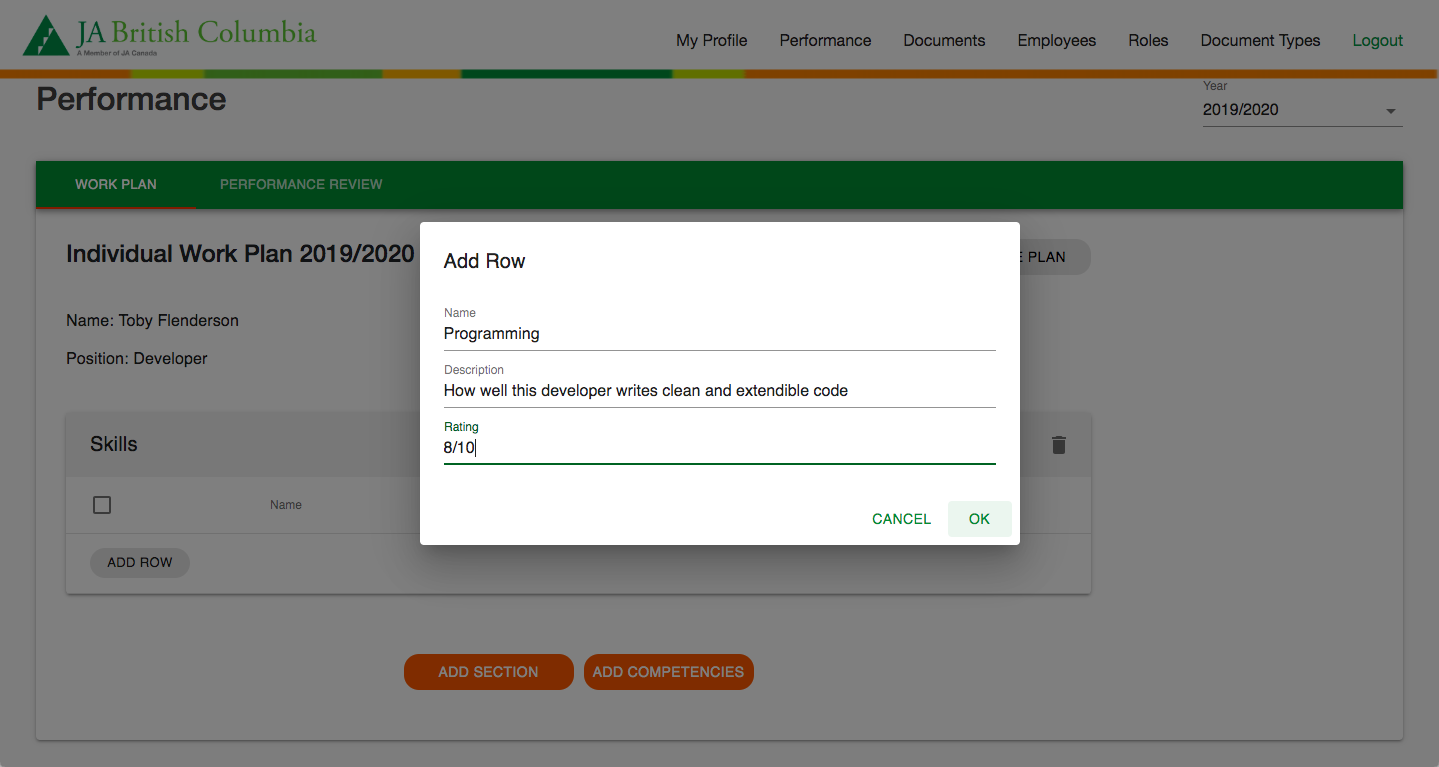 JA British Columbia
A Member of JA Canada
My Profile Performance Documents Employees Roles Document Types Logout
Performance
Year
2019/2020
WORK PLAN PERFORMANCE REVIEW
Individual Work Plan 2019/2020
E PLAN
Name: Toby Flenderson
Position: Developer
Skills
Name
ADD ROW
Add Row
Name
Programming
Description
How well this developer writes clean and extendible code
Rating
8/10
CANCEL OK
ADD SECTION ADD COMPETENCIES